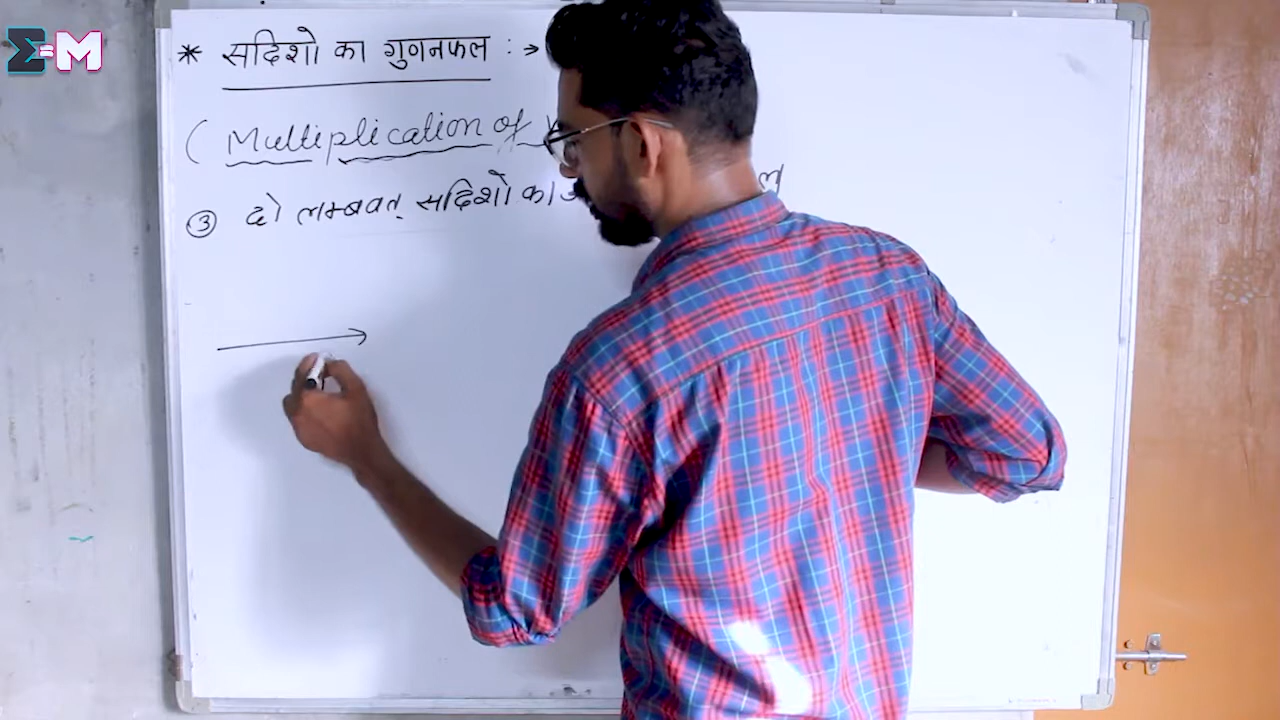 Σ=M
* सदिशो का गुणनफल :→
( Multiplication of
③ दो लम्बवत् सदिशो का